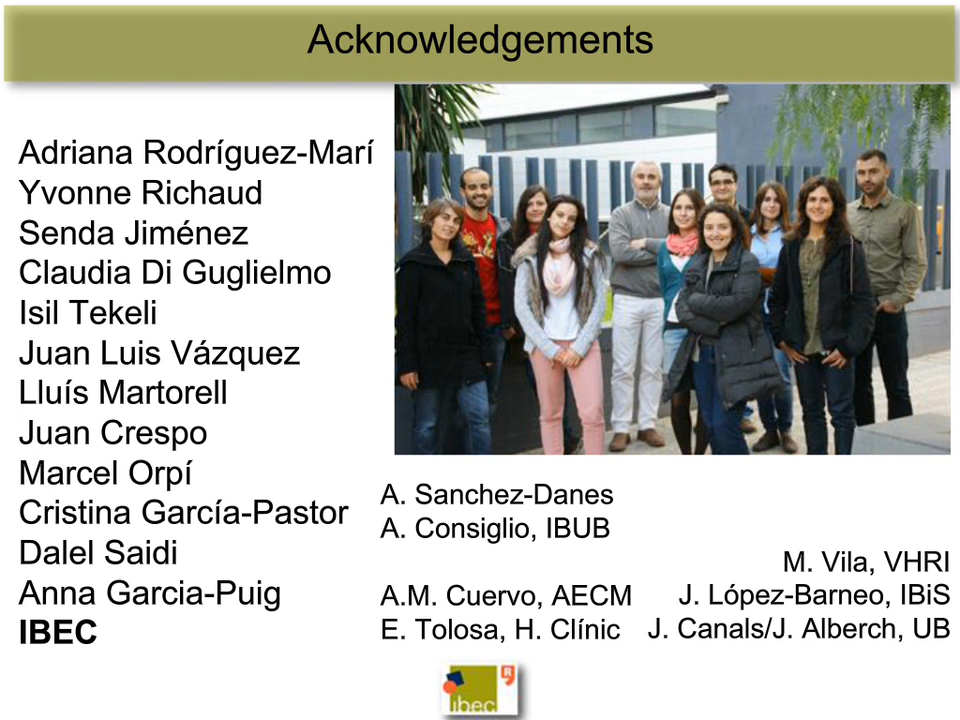 Acknowledgements
Adriana Rodríguez-Marí
Yvonne Richaud
Senda Jiménez
Claudia Di Guglielmo
Isil Tekeli
Juan Luis Vázquez
Lluís Martorell
Juan Crespo
Marcel Orpí
Cristina García-Pastor
Dalel Saidi
Anna Garcia-Puig
IBEC
A. Sanchez-Danes
A. Consiglio, IBUB
A.M. Cuervo, AECM
E. Tolosa, H. Clínic
M. Vila, VHRI
J. López-Barneo, IBiS
J. Canals/J. Alberch, UB
R
ibec